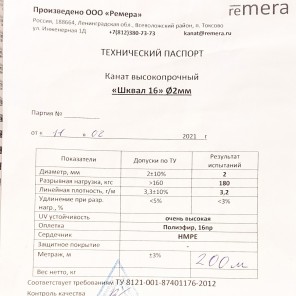 Произведено ООО «Ремера»
remera
Россия, 188664, Ленинградская обл., Всеволожский район, п. Токсово
ул. Инженерная 1Д +7(812)380-73-73 kanat@remera.ru
ТЕХНИЧЕСКИЙ ПАСПОРТ
Канат высокопрочный
«Шквал 16» Ø2мм
Партия №
от « 11 » 02 2021 г.
Показатели Допуски по ТУ Результат испытаний
Диаметр, мм 2±10% 2
Разрывная нагрузка, кгс >160 180
Линейная плотность, г/м 3,3±10% 3,2
Удлинение при разр. нагр., % <5% <3%
UV устойчивость очень высокая
Оплетка Полиэфир, 16пр
Сердечник HMPE
Защитное покрытие -
Метраж, м ±3% 200м
Вес нетто, кг
Соответствует требованиям ТУ 8121-001-87401176-2012
Контроль качества